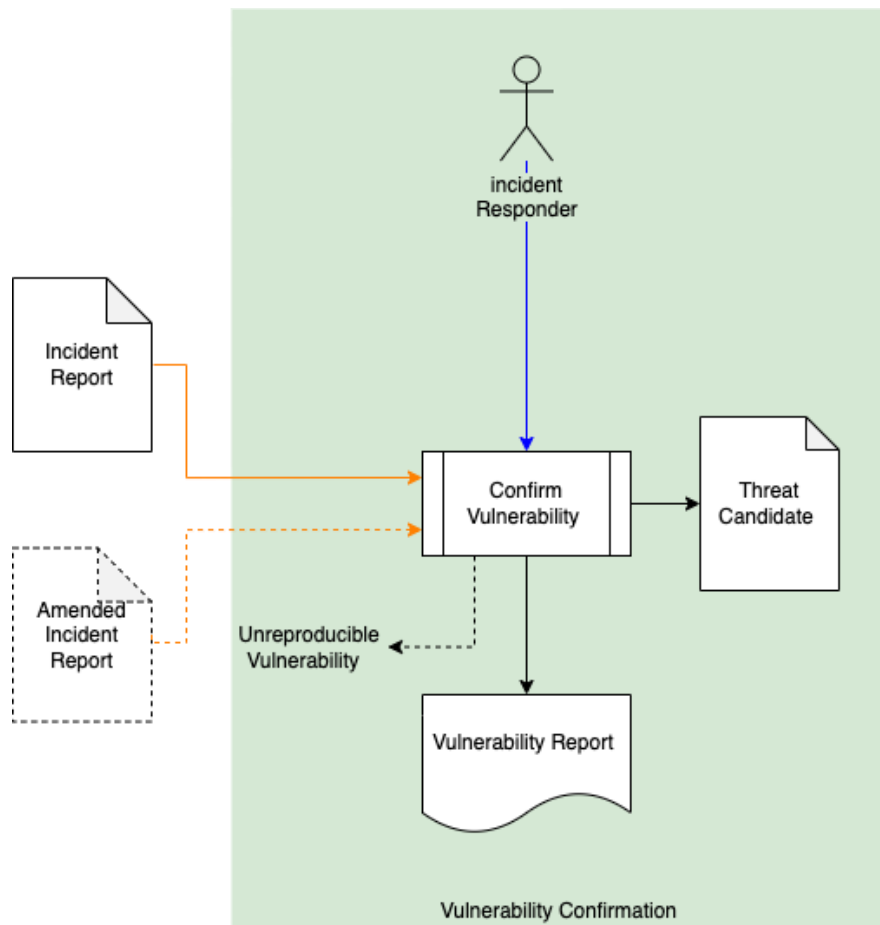 incident
Responder
Incident
Report
Confirm
Vulnerability
Threat
Candidate
Amended
Incident
Report
Unreproducible
Vulnerability
Vulnerability Report
Vulnerability Confirmation